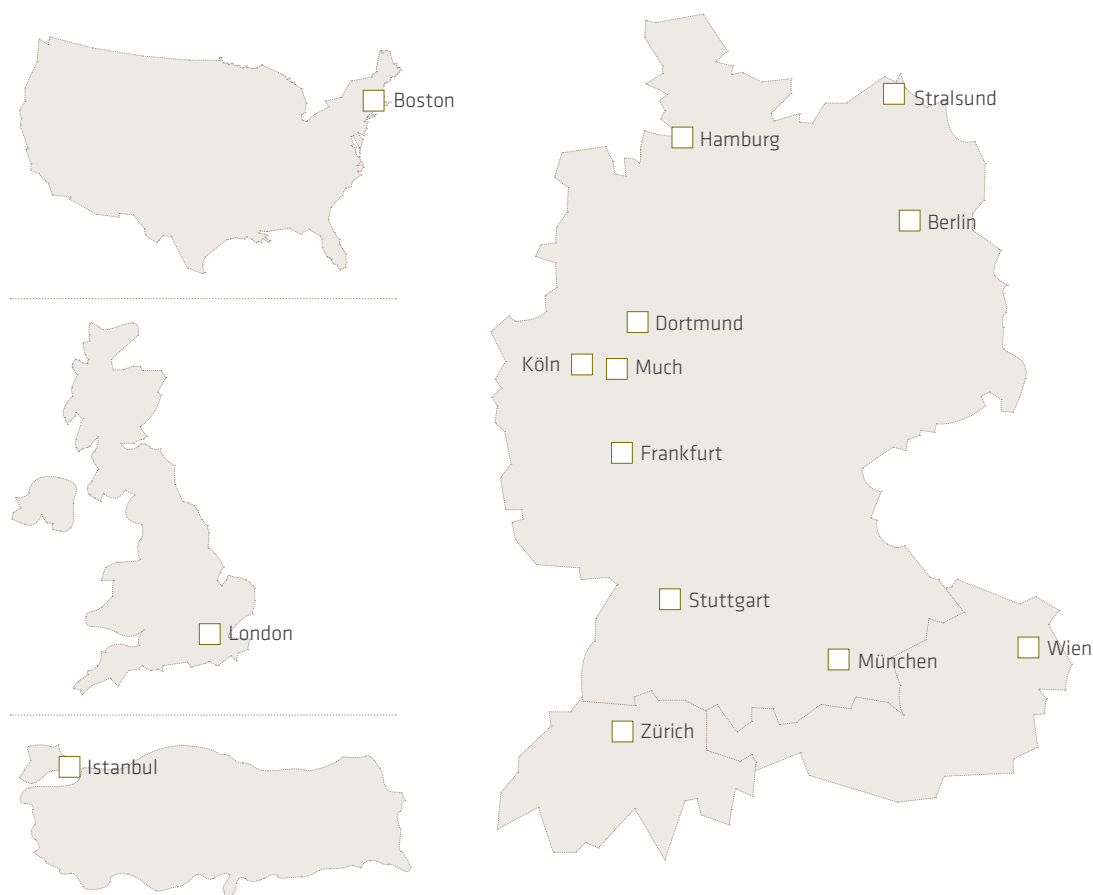 Boston
London
Istanbul
Stralsund
Hamburg
Berlin
Dortmund
Köln
Much
Frankfurt
Stuttgart
München
Wien
Zürich